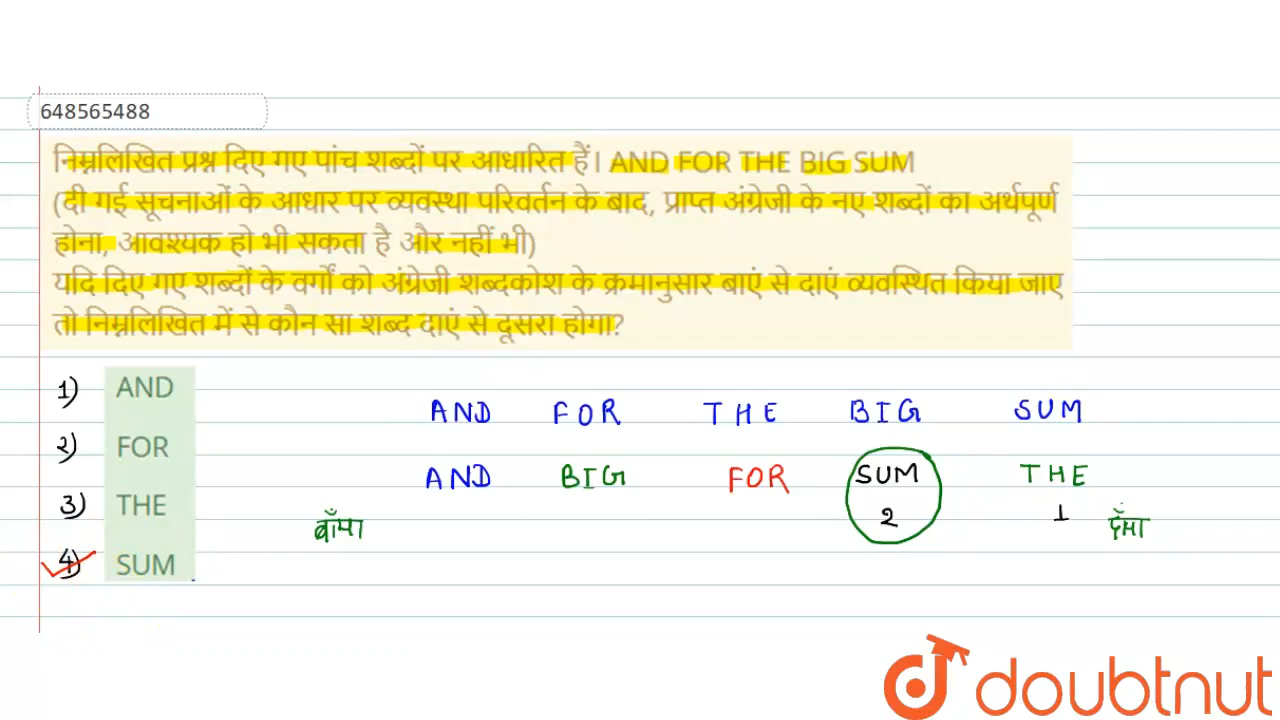 648565488
निम्नलिखित प्रश्न दिए गए पांच शब्दों पर आधारित हैं। AND FOR THE BIG SUM
(दी गई सूचनाओं के आधार पर व्यवस्था परिवर्तन के बाद, प्राप्त अंग्रेजी के नए शब्दों का अर्थपूर्ण
होना, आवश्यक हो भी सकता है और नहीं भी)
यदि दिए गए शब्दों के वर्गों को अंग्रेजी शब्दकोश के क्रमानुसार बाएं से दाएं व्यवस्थित किया जाए
तो निम्नलिखित में से कौन सा शब्द दाएं से दूसरा होगा?
1) AND
AND FOR THE BIG SUM
2) FOR
AND BIG FOR SUM THE
3) THE
2 1
बाँया दाँया
4) SUM
doubtnut